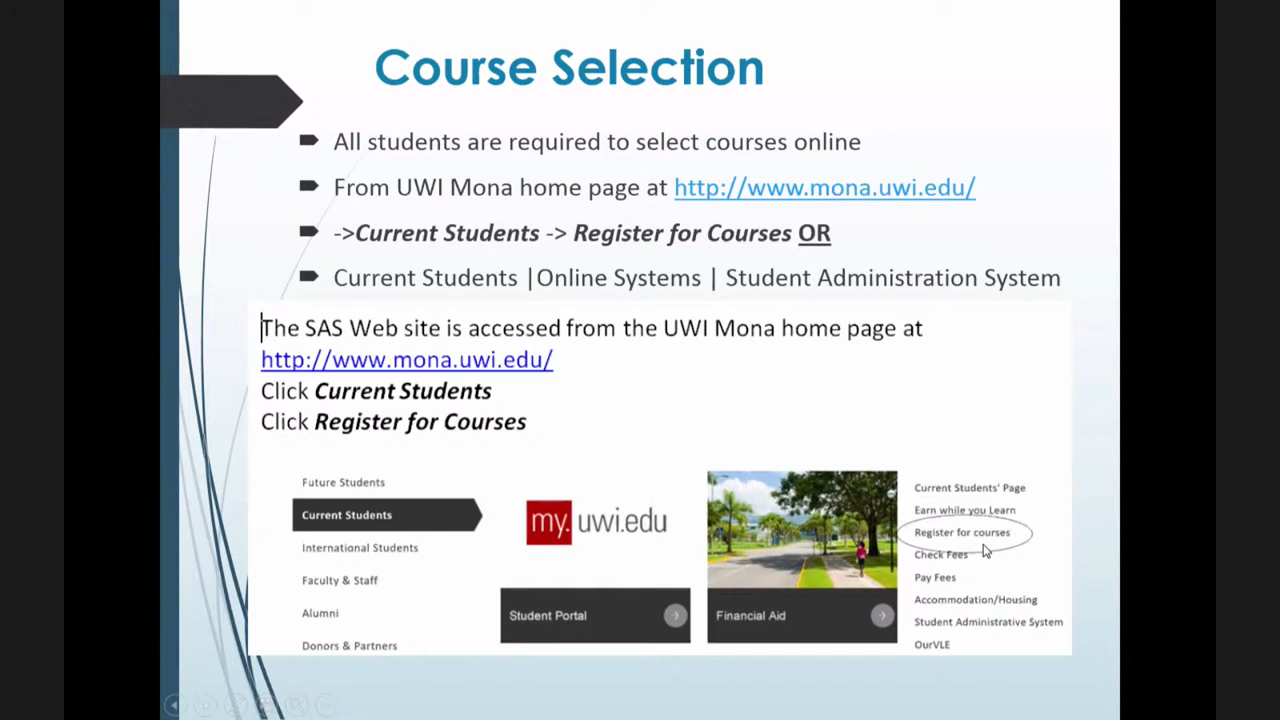 Course Selection
All students are required to select courses online
From UWI Mona home page at http://www.mona.uwi.edu/
->Current Students -> Register for Courses OR
Current Students |Online Systems | Student Administration System
The SAS Web site is accessed from the UWI Mona home page at
http://www.mona.uwi.edu/
Click Current Students
Click Register for Courses
Future Students
Current Students
International Students
Faculty & Staff
Alumni
Donors & Partners
my.uwi.edu
Student Portal
Financial Aid
Current Students' Page
Earn while you Learn
Register for courses
Check Fees
Pay Fees
Accommodation/Housing
Student Administrative System
OurVLE